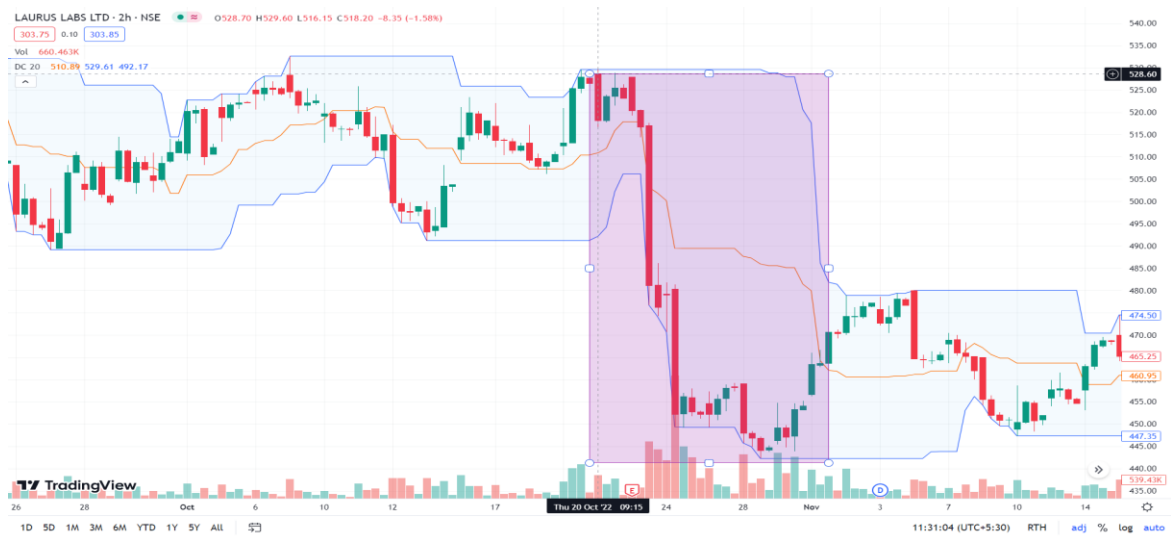 LAURUS LABS LTD · 2h · NSE O528.70 H529.60 L516.15 C518.20 -8.35 (-1.58%)
303.75 0.10 303.85
Vol 660.463K
DC 20 510.89 529.61 492.17
540.00
535.00
528.60
525.00
520.00
515.00
510.00
505.00
500.00
495.00
490.00
485.00
480.00
474.50
470.00
465.25
460.95
455.00
450.00
447.35
445.00
440.00
539.43K
435.00
E
D
TradingView
26 28 Oct 6 10 12 17 Thu 20 Oct '22 09:15 24 28 Nov 3 7 10 14
1D 5D 1M 3M 6M YTD 1Y 5Y All 11:31:04 (UTC+5:30) RTH adj % log auto